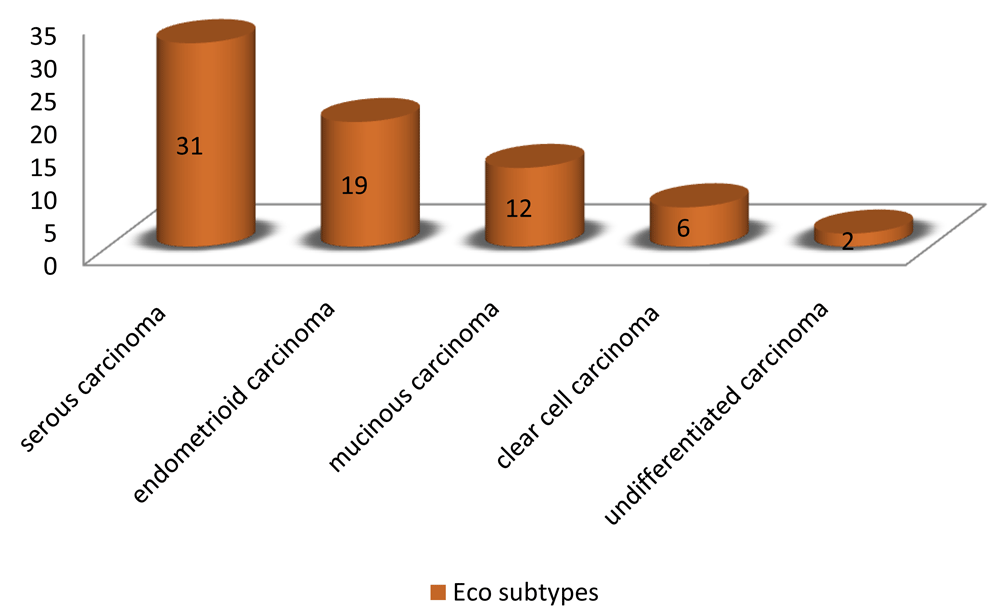 35
30
25
20
15
10
5
0
31
19
12
6
2
serous carcinoma
endometrioid carcinoma
mucinous carcinoma
clear cell carcinoma
undifferentiated carcinoma
Eco subtypes